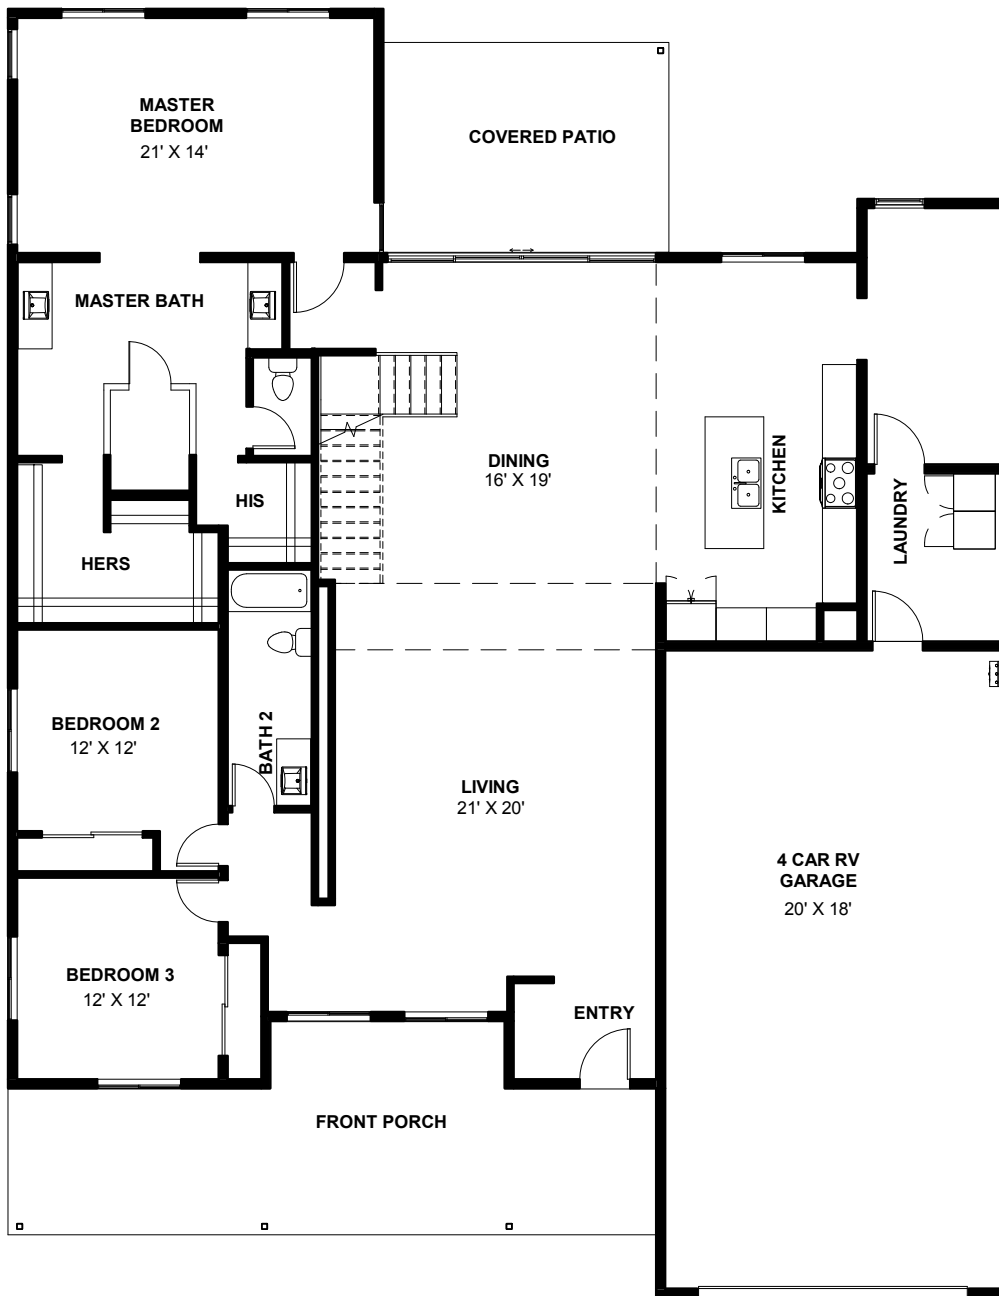 MASTER
BEDROOM
21' X 14'
COVERED PATIO
MASTER BATH
DINING
16' X 19'
KITCHEN
LAUNDRY
HIS
HERS
BEDROOM 2
12' X 12'
BATH 2
LIVING
21' X 20'
4 CAR RV
GARAGE
20' X 18'
BEDROOM 3
12' X 12'
ENTRY
FRONT PORCH